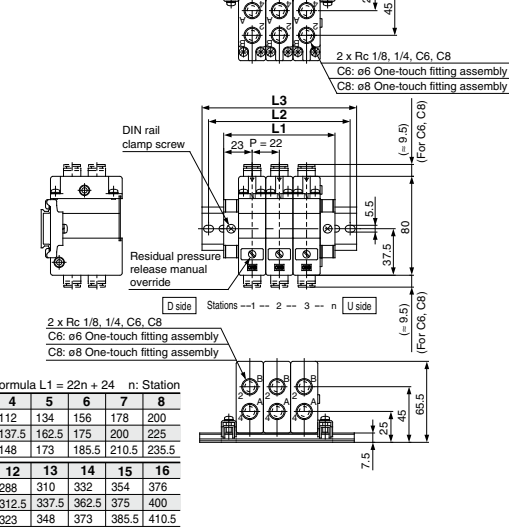 45
2 x Rc 1/8, 1/4, C6, C8
C6: ø6 One-touch fitting assembly
C8: ø8 One-touch fitting assembly
L3
L2
L1
23 P = 22
DIN rail
clamp screw
(≈ 9.5)
(For C6, C8)
5.5
80
37.5
Residual pressure
release manual
override
D side Stations --1 -- 2 -- 3 -- n U side
(≈ 9.5)
(For C6, C8)
2 x Rc 1/8, 1/4, C6, C8
C6: ø6 One-touch fitting assembly
C8: ø8 One-touch fitting assembly
B B B
2
A A A
4
7.5
25
45
65.5
ormula L1 = 22n + 24 n: Station
4 5 6 7 8
112 134 156 178 200
137.5 162.5 175 200 225
148 173 185.5 210.5 235.5
12 13 14 15 16
288 310 332 354 376
312.5 337.5 362.5 375 400
323 348 373 385.5 410.5